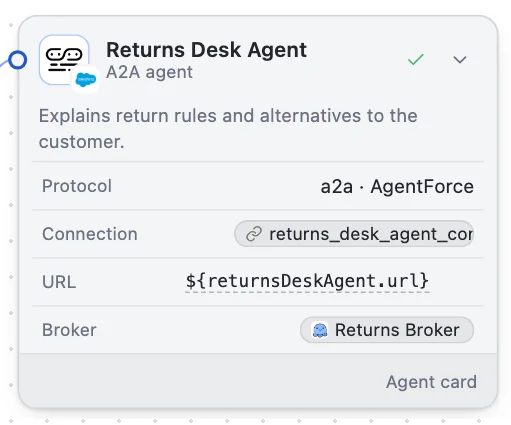 Returns Desk Agent
A2A agent
Explains return rules and alternatives to the
customer.
Protocol
a2a · AgentForce
Connection
returns_desk_agent_cor
URL
${returnsDeskAgent.url}
Broker
Returns Broker
Agent card